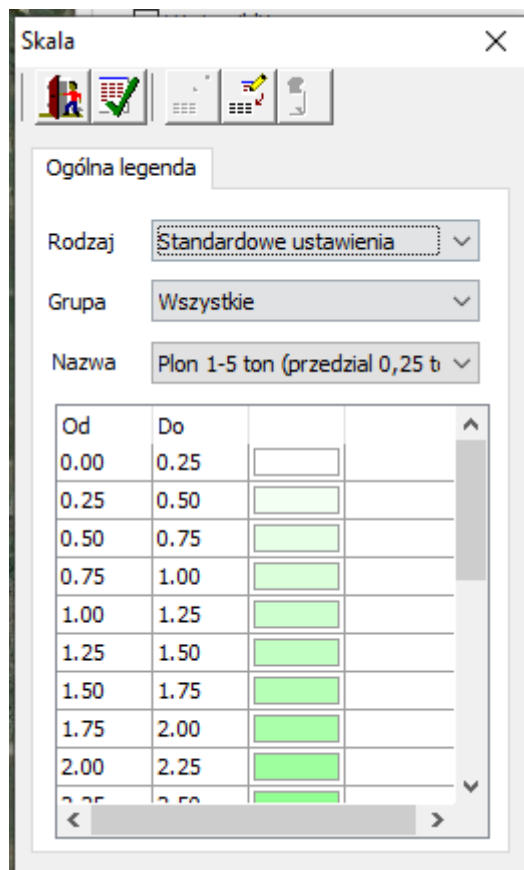 Skala
Ogólna legenda
Rodzaj Standardowe ustawienia
Grupa Wszystkie
Nazwa Plon 1-5 ton (przedzial 0,25 t
Od Do
0.00 0.25
0.25 0.50
0.50 0.75
0.75 1.00
1.00 1.25
1.25 1.50
1.50 1.75
1.75 2.00
2.00 2.25